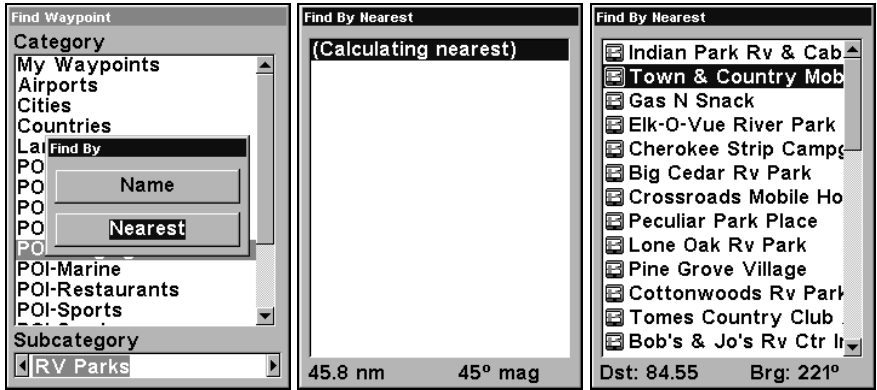 Find Waypoint
Category
My Waypoints
Airports
Cities
Countries
Find By
Name
Nearest
POI-Marine
POI-Restaurants
POI-Sports
Subcategory
RV Parks
Find By Nearest
(Calculating nearest)
45.8 nm 45º mag
Find By Nearest
Indian Park Rv & Cab
Town & Country Mob
Gas N Snack
Elk-O-Vue River Park
Cherokee Strip Campg
Big Cedar Rv Park
Crossroads Mobile Ho
Peculiar Park Place
Lone Oak Rv Park
Pine Grove Village
Cottonwoods Rv Park
Tomes Country Club
Bob's & Jo's Rv Ctr In
Dst: 84.55 Brg: 221º